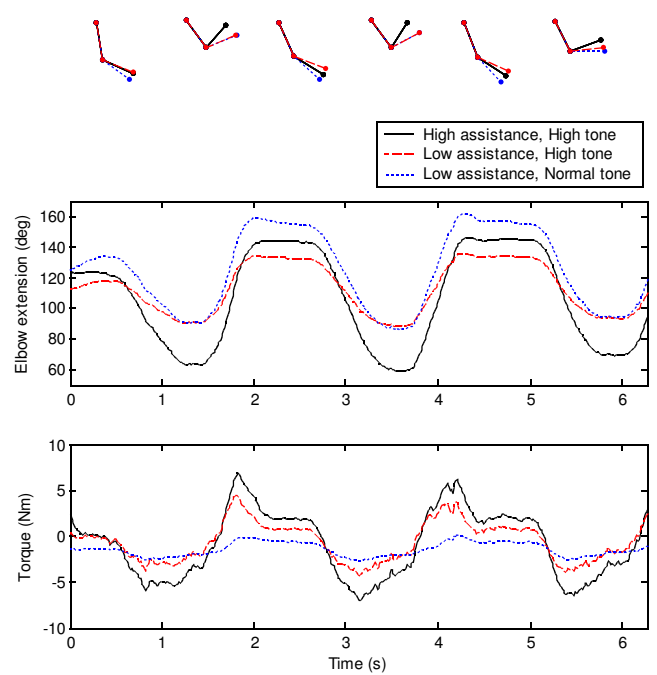 High assistance, High tone
Low assistance, High tone
Low assistance, Normal tone
Elbow extension (deg)
160
140
120
100
80
60
0 1 2 3 4 5 6
Torque (Nm)
10
5
0
-5
-10
0 1 2 3 4 5 6
Time (s)